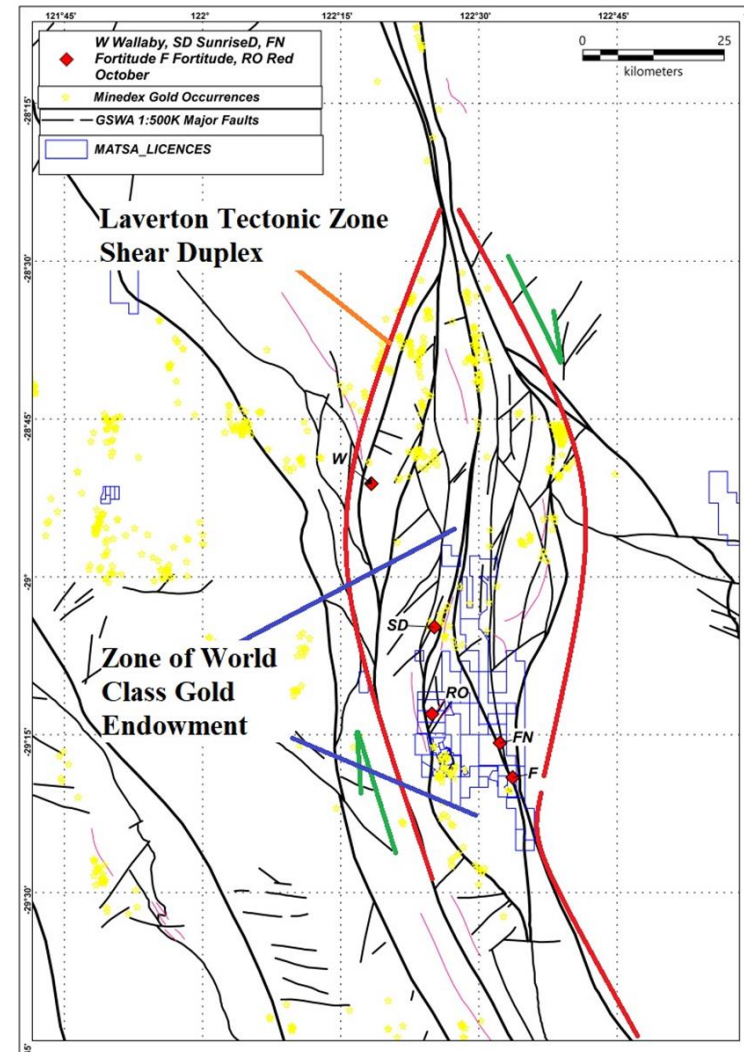 121°45'
122°
122°15'
122°30'
122°45'
W Wallaby, SD SunriseD, FN
Fortitude F Fortitude, RO Red
October
Minedex Gold Occurrences
GSWA 1:500K Major Faults
MATSA_LICENCES
0
25
kilometers
-28°15'
Laverton Tectonic Zone
Shear Duplex
-28°30'
-28°45'
W
-29°
SD
Zone of World
Class Gold
Endowment
RO
-29°15'
FN
F
-29°30'